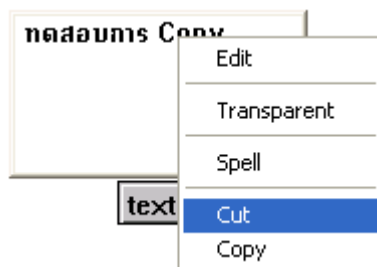 ทดสอบการ Copy
Edit
Transparent
Spell
text
Cut
Copy